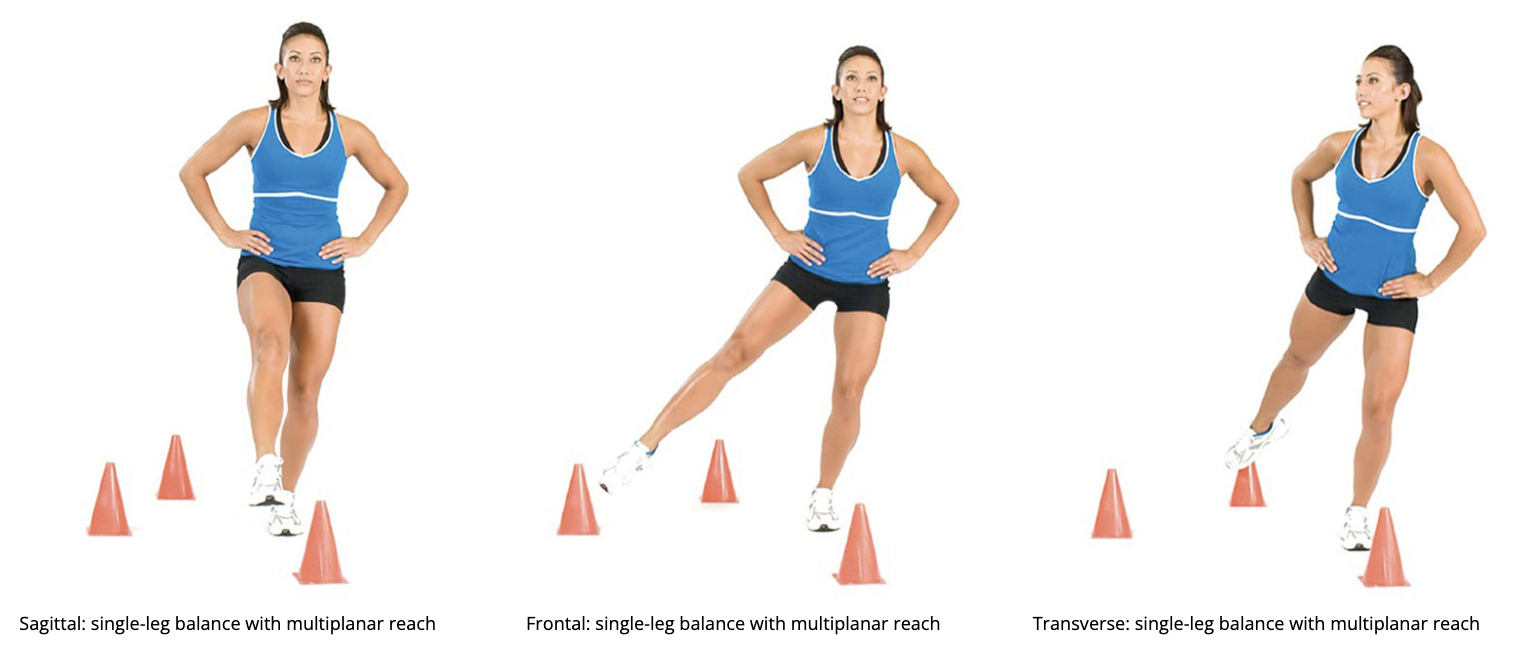 Sagittal: single-leg balance with multiplanar reach
Frontal: single-leg balance with multiplanar reach
Transverse: single-leg balance with multiplanar reach